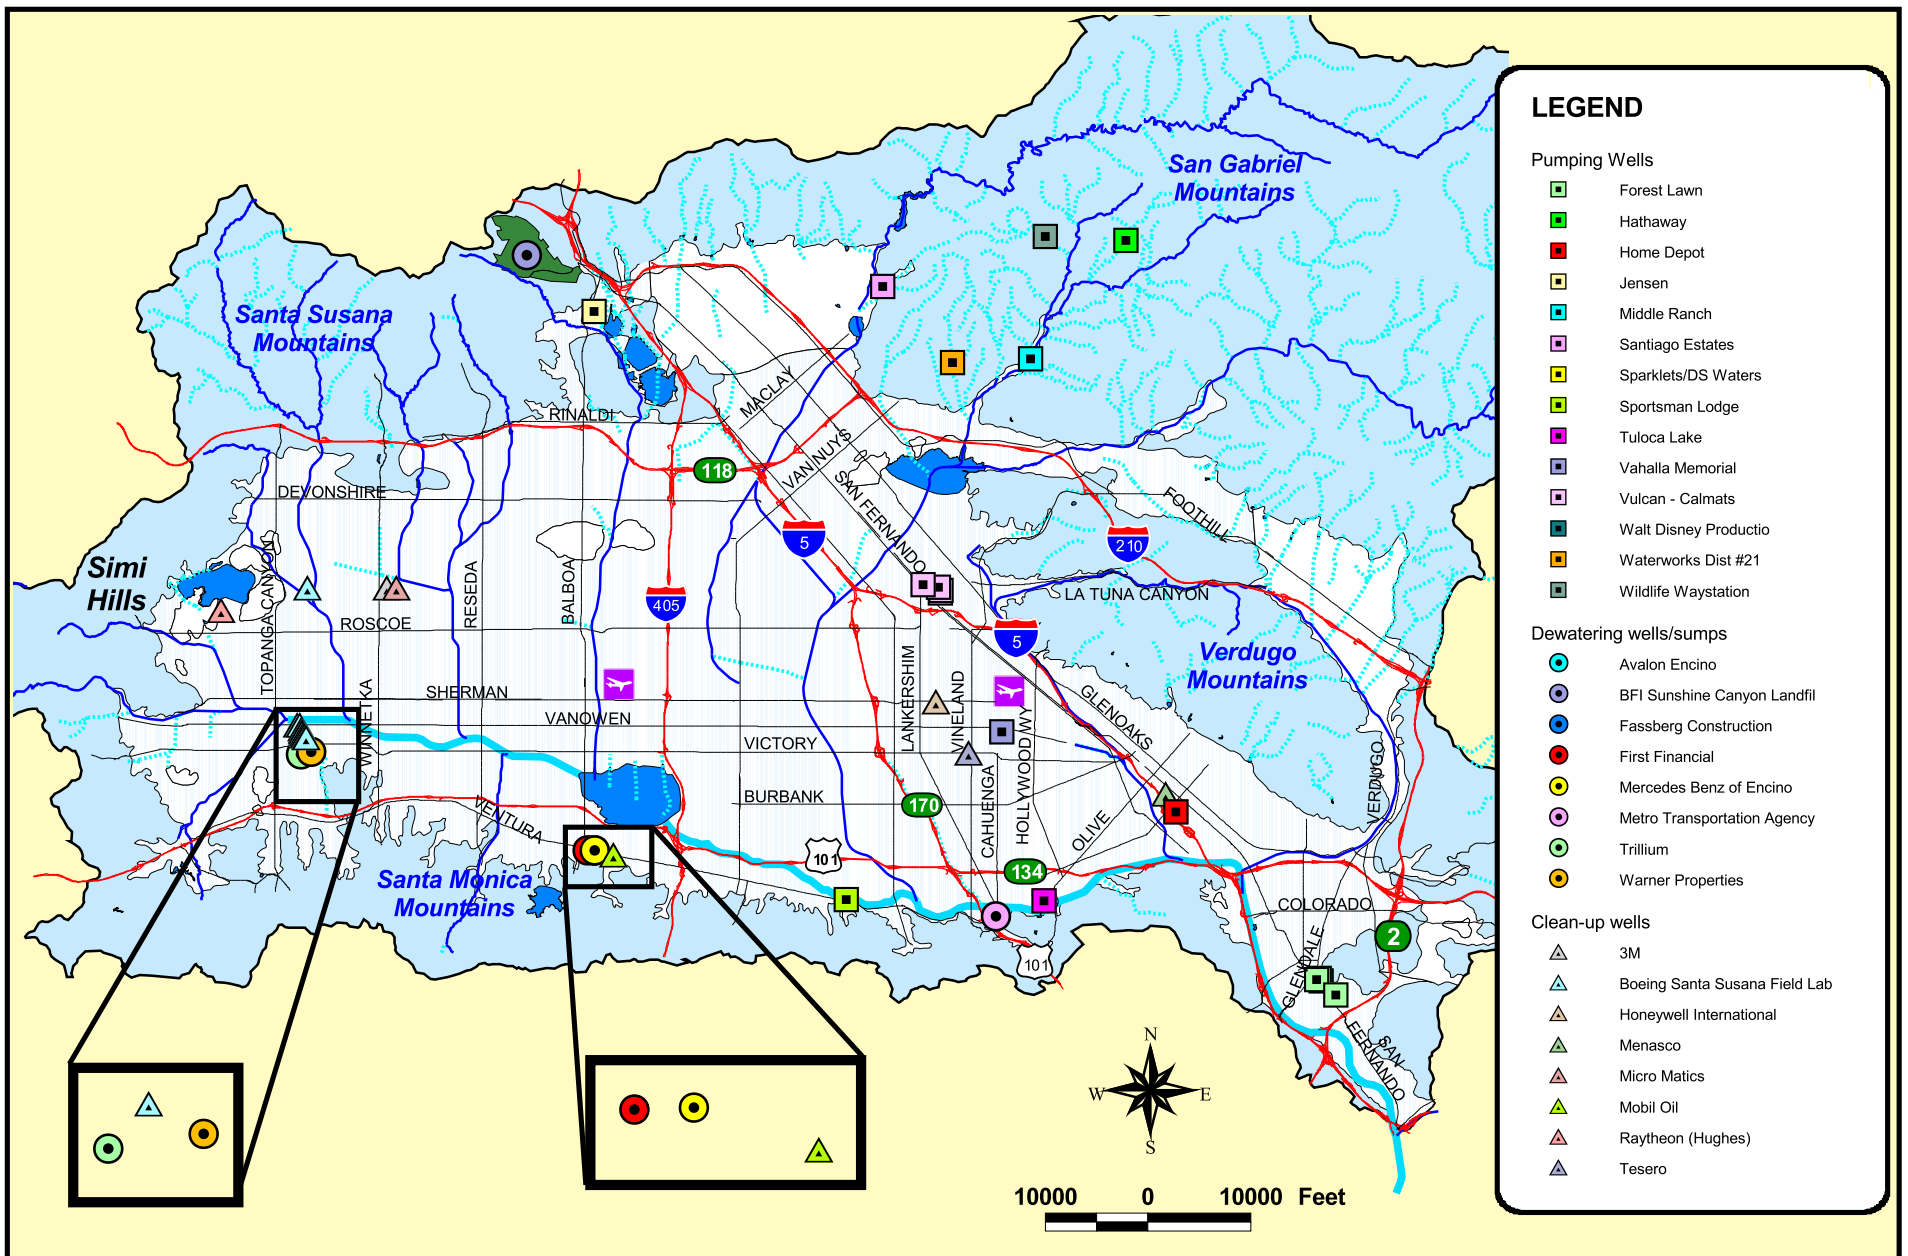 LEGEND
Pumping Wells
Forest Lawn
Hathaway
Home Depot
Jensen
Middle Ranch
Santiago Estates
Sparklets/DS Waters
Sportsman Lodge
Tuloca Lake
Vahalla Memorial
Vulcan - Calmats
Walt Disney Productio
Waterworks Dist #21
Wildlife Waystation
Dewatering wells/sumps
Avalon Encino
BFI Sunshine Canyon Landfil
Fassberg Construction
First Financial
Mercedes Benz of Encino
Metro Transportation Agency
Trillium
Warner Properties
Clean-up wells
3M
Boeing Santa Susana Field Lab
Honeywell International
Menasco
Micro Matics
Mobil Oil
Raytheon (Hughes)
Tesero
San Gabriel
Mountains
Santa Susana
Mountains
Simi
Hills
Verdugo
Mountains
Santa Monica
Mountains
RINALDI
MACLAY
VAN NUYS
SAN FERNANDO
118
DEVONSHIRE
FOOTHILL
5
210
405
TOPANGA CANYON
RESEDA
BALBOA
LA TUNA CANYON
ROSCOE
5
SHERMAN
WINNETKA
VANOWEN
LANKERSHIM
VINELAND
HOLLYWOOD WY
GLENOAKS
VICTORY
CAHUENGA
VERDUGO
BURBANK
170
VENTURA
OLIVE
101
134
COLORADO
2
101
GLENDALE
SAN
FERNANDO
N
W
E
S
10000 0 10000 Feet